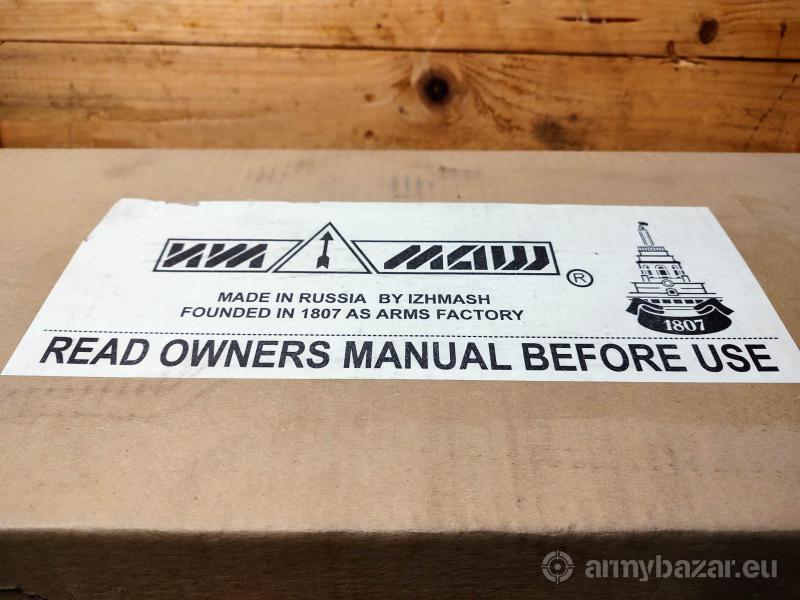 ИЖ МАШ ®
MADE IN RUSSIA BY IZHMASH
FOUNDED IN 1807 AS ARMS FACTORY
1807
READ OWNERS MANUAL BEFORE USE
armybazar.eu